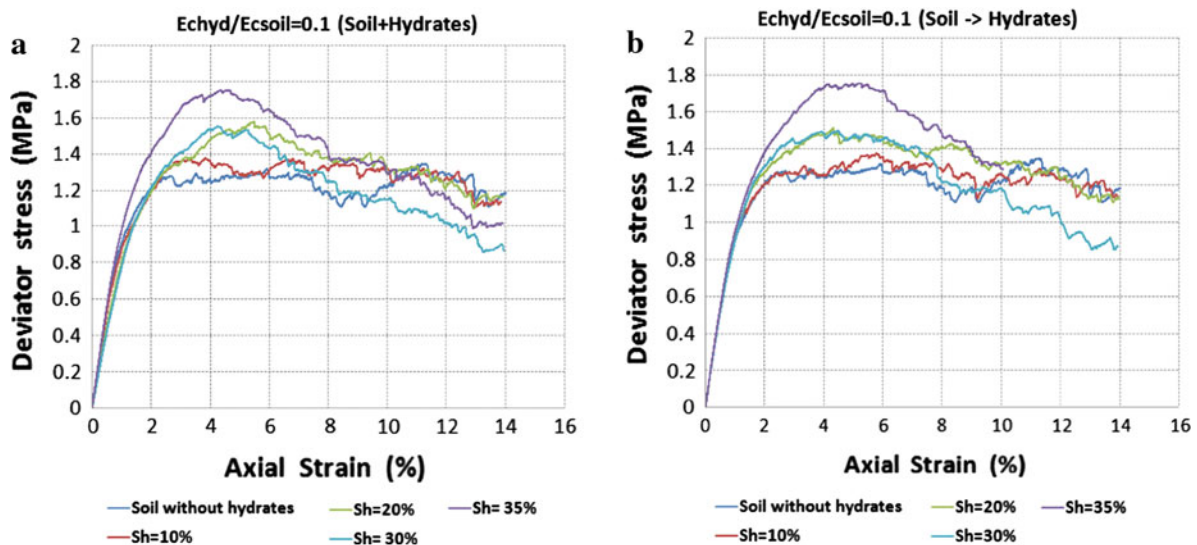 a
Echyd/Ecsoil=0.1 (Soil+Hydrates)
Deviator stress (MPa)
2
1.8
1.6
1.4
1.2
1
0.8
0.6
0.4
0.2
0
0 2 4 6 8 10 12 14 16
Axial Strain (%)
Soil without hydrates Sh=20% Sh= 35%
Sh=10% Sh= 30%
b
Echyd/Ecsoil=0.1 (Soil -> Hydrates)
Deviator stress (MPa)
2
1.8
1.6
1.4
1.2
1
0.8
0.6
0.4
0.2
0
0 2 4 6 8 10 12 14 16
Axial Strain (%)
Soil without hydrates Sh=20% Sh=35%
Sh=10% Sh=30%